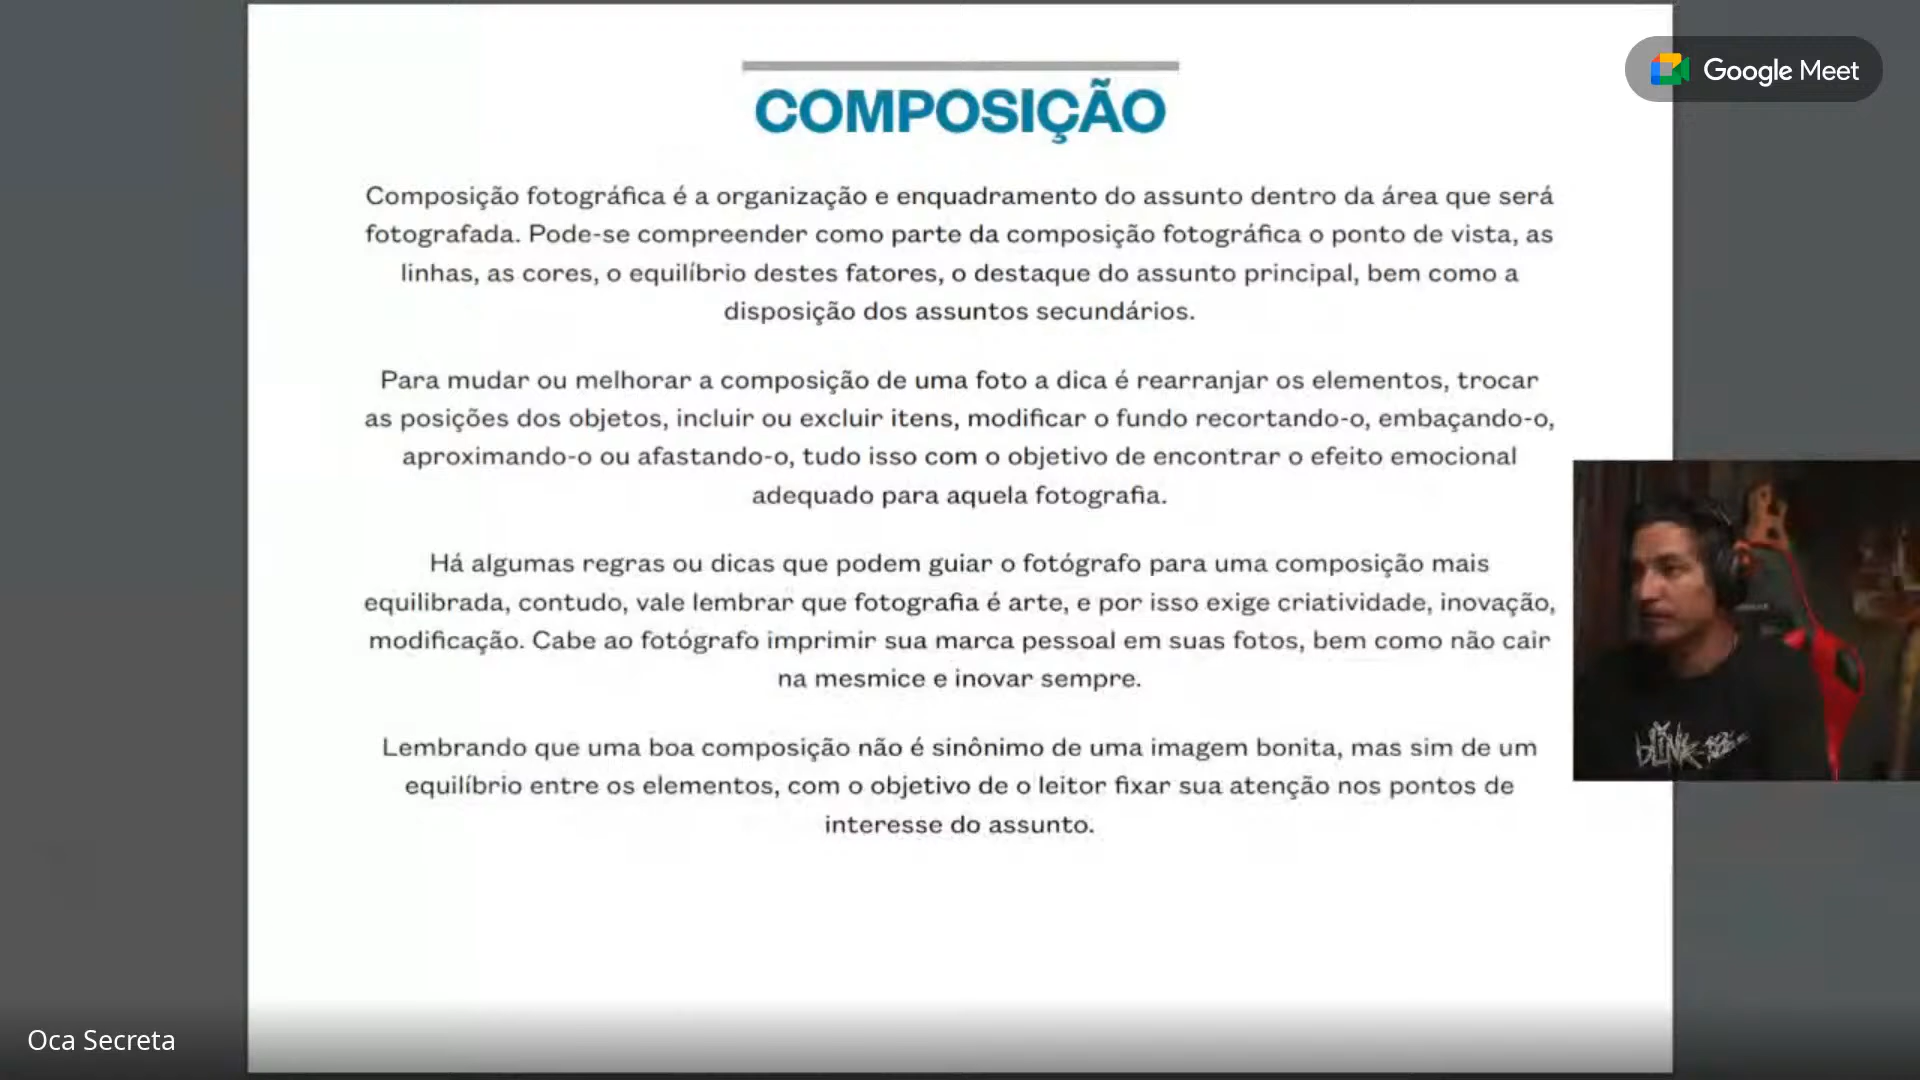 Google Meet
COMPOSIÇÃO
Composição fotográfica é a organização e enquadramento do assunto dentro da área que será
fotografada. Pode-se compreender como parte da composição fotográfica o ponto de vista, as
linhas, as cores, o equilíbrio destes fatores, o destaque do assunto principal, bem como a
disposição dos assuntos secundários.
Para mudar ou melhorar a composição de uma foto a dica é rearranjar os elementos, trocar
as posições dos objetos, incluir ou excluir itens, modificar o fundo recortando-o, embaçando-o,
aproximando-o ou afastando-o, tudo isso com o objetivo de encontrar o efeito emocional
adequado para aquela fotografia.
Há algumas regras ou dicas que podem guiar o fotógrafo para uma composição mais
equilibrada, contudo, vale lembrar que fotografia é arte, e por isso exige criatividade, inovação,
modificação. Cabe ao fotógrafo imprimir sua marca pessoal em suas fotos, bem como não cair
na mesmice e inovar sempre.
Lembrando que uma boa composição não é sinônimo de uma imagem bonita, mas sim de um
equilíbrio entre os elementos, com o objetivo de o leitor fixar sua atenção nos pontos de
interesse do assunto.
blink-182
Oca Secreta